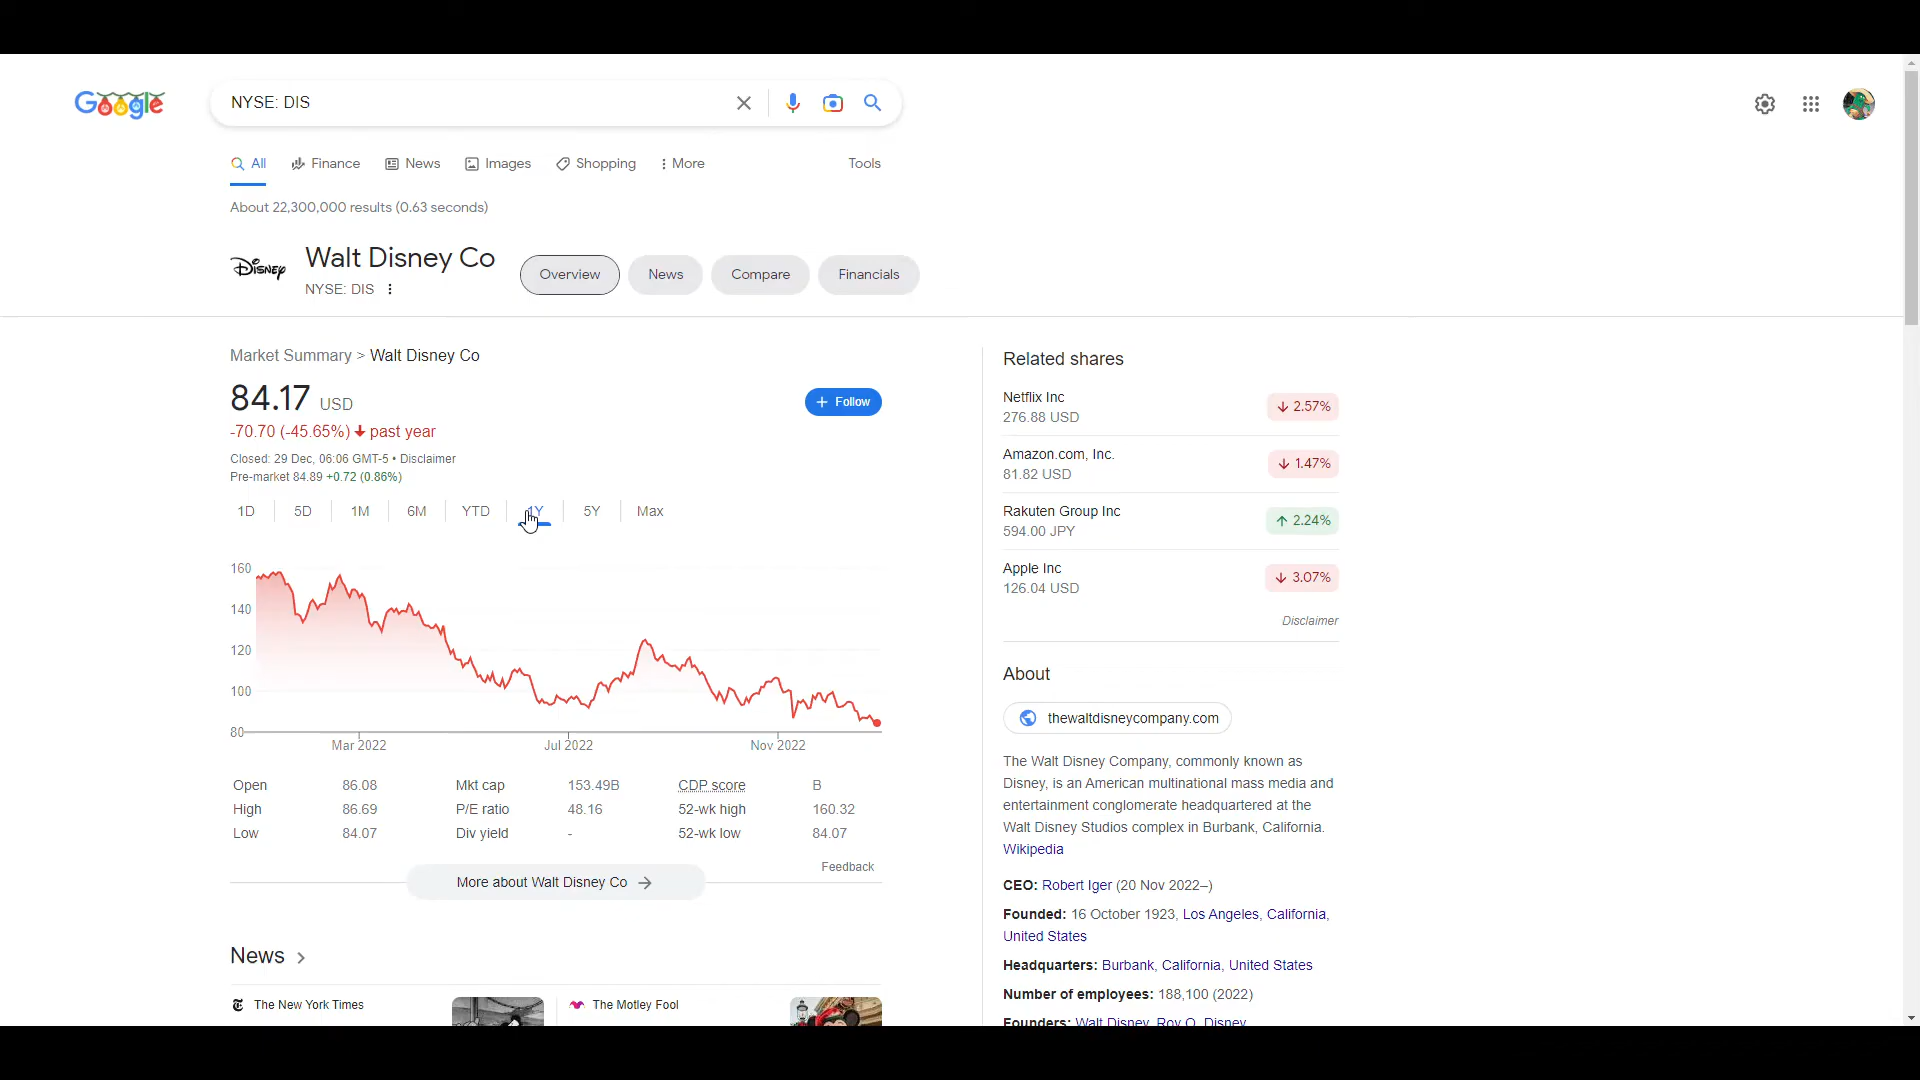 Google
NYSE: DIS
All
Finance
News
Images
Shopping
More
Tools
About 22,300,000 results (0.63 seconds)
DISNEY
Walt Disney Co
NYSE: DIS
Overview
News
Compare
Financials
Market Summary > Walt Disney Co
84.17 USD
+ Follow
-70.70 (-45.65%) ↓ past year
Closed: 29 Dec, 06:06 GMT-5 • Disclaimer
Pre-market 84.89 +0.72 (0.86%)
1D
5D
1M
6M
YTD
1Y
5Y
Max
160
140
120
100
80
Mar 2022
Jul 2022
Nov 2022
Open 86.08
High 86.69
Low 84.07
Mkt cap 153.49B
P/E ratio 48.16
Div yield -
CDP score B
52-wk high 160.32
52-wk low 84.07
Feedback
More about Walt Disney Co →
News >
The New York Times
The Motley Fool
Related shares
Netflix Inc
276.88 USD
↓ 2.57%
Amazon.com, Inc.
81.82 USD
↓ 1.47%
Rakuten Group Inc
594.00 JPY
↑ 2.24%
Apple Inc
126.04 USD
↓ 3.07%
Disclaimer
About
thewaltdisneycompany.com
The Walt Disney Company, commonly known as
Disney, is an American multinational mass media and
entertainment conglomerate headquartered at the
Walt Disney Studios complex in Burbank, California.
Wikipedia
CEO: Robert Iger (20 Nov 2022–)
Founded: 16 October 1923, Los Angeles, California,
United States
Headquarters: Burbank, California, United States
Number of employees: 188,100 (2022)
Founders: Walt Disney, Roy O. Disney